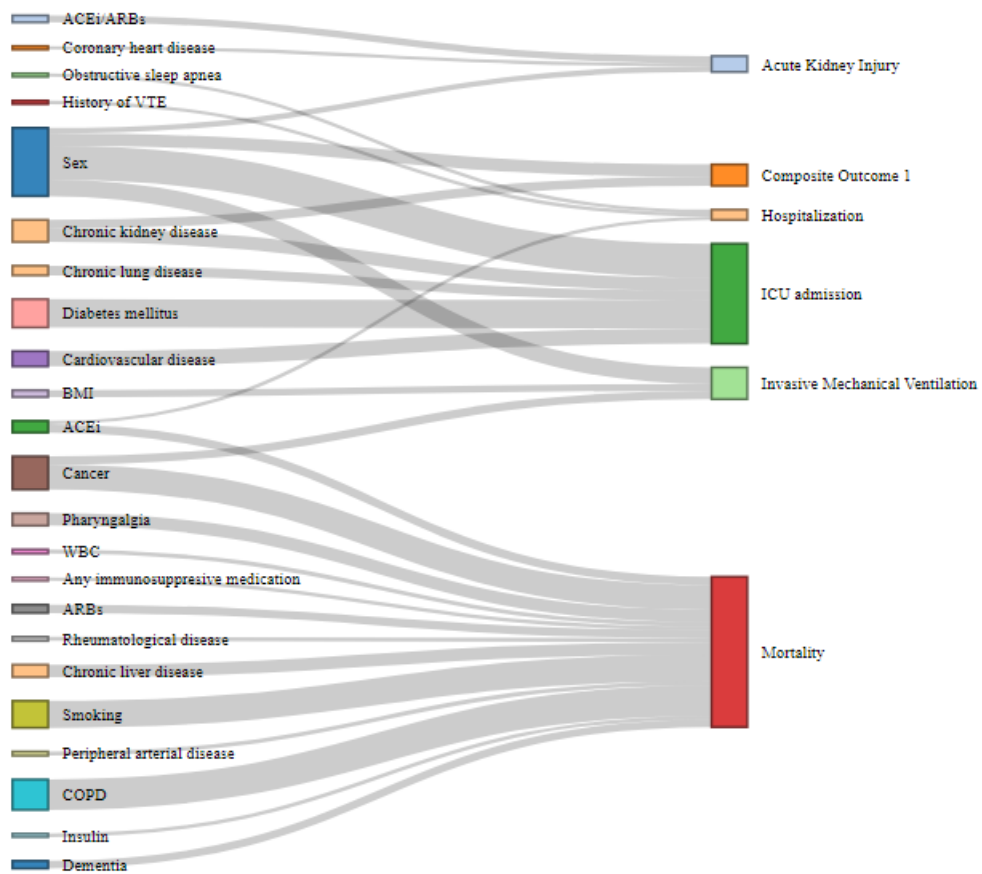 ACEi/ARBs
Coronary heart disease
Obstructive sleep apnea
History of VTE
Sex
Chronic kidney disease
Chronic lung disease
Diabetes mellitus
Cardiovascular disease
BMI
ACEi
Cancer
Pharyngalgia
WBC
Any immunosuppresive medication
ARBs
Rheumatological disease
Chronic liver disease
Smoking
Peripheral arterial disease
COPD
Insulin
Dementia
Acute Kidney Injury
Composite Outcome 1
Hospitalization
ICU admission
Invasive Mechanical Ventilation
Mortality